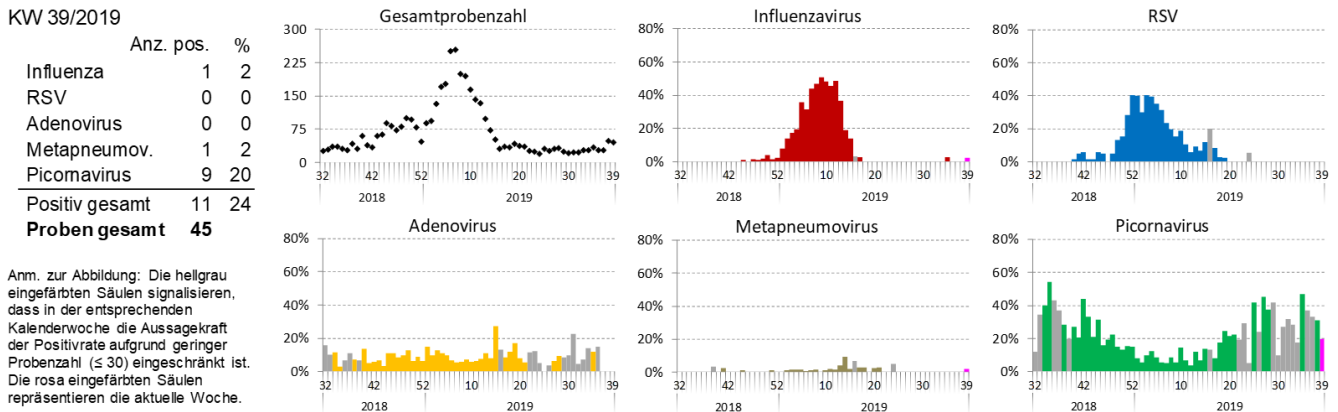 KW 39/2019
Anz. pos. %
Influenza 1 2
RSV 0 0
Adenovirus 0 0
Metapneumov. 1 2
Picornavirus 9 20
Positiv gesamt 11 24
Proben gesamt 45
Anm. zur Abbildung: Die hellgrau
eingefärbten Säulen signalisieren,
dass in der entsprechenden
Kalenderwoche die Aussagekraft
der Positivrate aufgrund geringer
Probenzahl (≤ 30) eingeschränkt ist.
Die rosa eingefärbten Säulen
repräsentieren die aktuelle Woche.
Gesamtprobenzahl
300
225
150
75
0
32 42 52 10 20 30 39
2018 2019
Influenzavirus
80%
60%
40%
20%
0%
32 42 52 10 20 30 39
2018 2019
RSV
80%
60%
40%
20%
0%
32 42 52 10 20 30 39
2018 2019
Adenovirus
80%
60%
40%
20%
0%
32 42 52 10 20 30 39
2018 2019
Metapneumovirus
80%
60%
40%
20%
0%
32 42 52 10 20 30 39
2018 2019
Picornavirus
80%
60%
40%
20%
0%
32 42 52 10 20 30 39
2018 2019